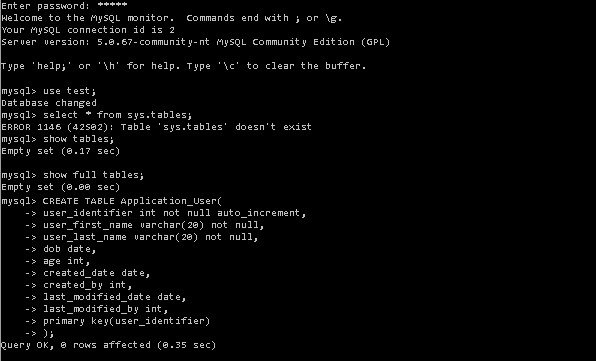 Enter password: *****
Welcome to the MySQL monitor.  Commands end with ; or \g.
Your MySQL connection id is 2
Server version: 5.0.67-community-nt MySQL Community Edition (GPL)
Type 'help;' or '\h' for help. Type '\c' to clear the buffer.
mysql> use test;
Database changed
mysql> select * from sys.tables;
ERROR 1146 (42S02): Table 'sys.tables' doesn't exist
mysql> show tables;
Empty set (0.17 sec)
mysql> show full tables;
Empty set (0.00 sec)
mysql> CREATE TABLE Application_User(
    -> user_identifier int not null auto_increment,
    -> user_first_name varchar(20) not null,
    -> user_last_name varchar(20) not null,
    -> dob date,
    -> age int,
    -> created_date date,
    -> created_by int,
    -> last_modified_date date,
    -> last_modified_by int,
    -> primary key(user_identifier)
    -> );
Query OK, 0 rows affected (0.35 sec)